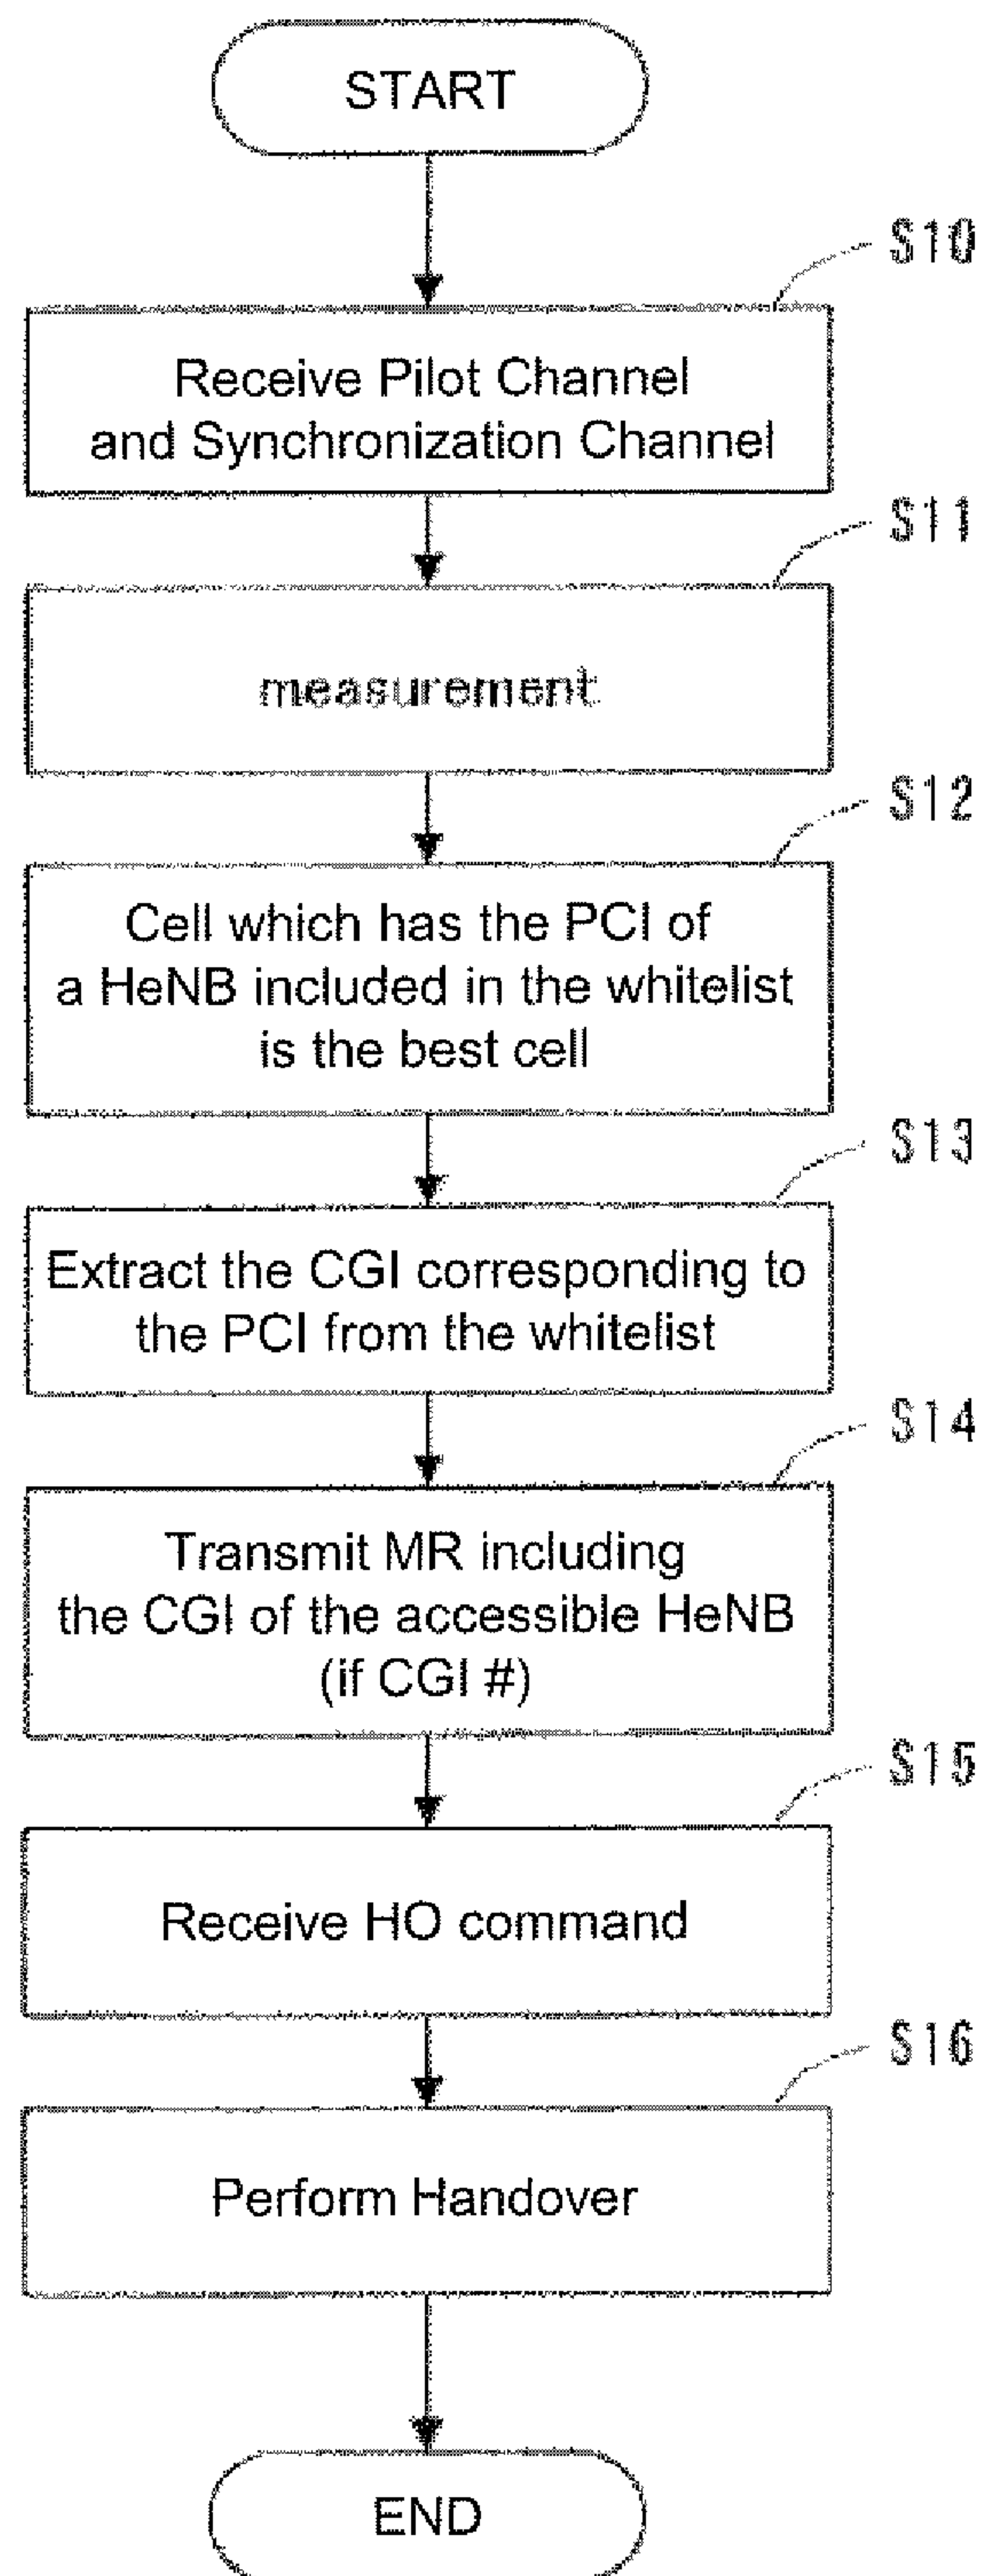 START
S10
Receive Pilot Channel
and Synchronization Channel
S11
measurement
S12
Cell which has the PCI of
a HeNB included in the whitelist
is the best cell
S13
Extract the CGI corresponding to
the PCI from the whitelist
S14
Transmit MR including
the CGI of the accessible HeNB
(if CGI #)
S15
Receive HO command
S16
Perform Handover
END